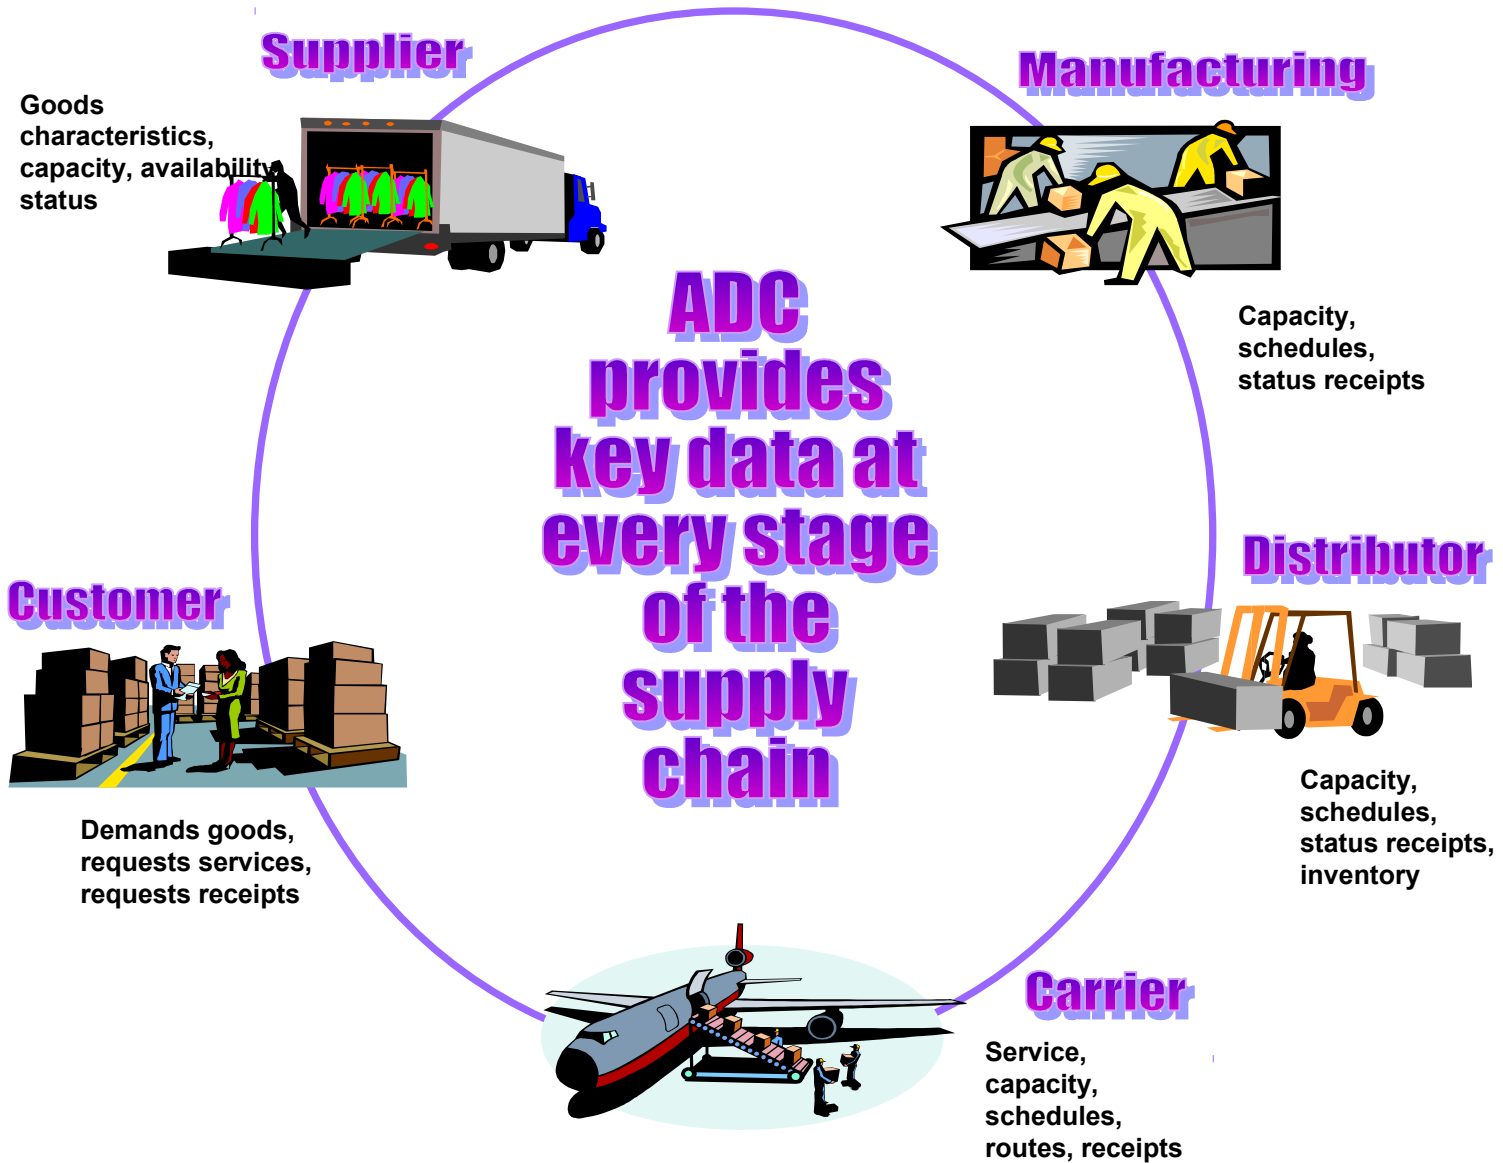 Supplier
Goods
characteristics,
capacity, availability,
status
Manufacturing
Capacity,
schedules,
status receipts
ADC
provides
key data at
every stage
of the
supply
chain
Distributor
Capacity,
schedules,
status receipts,
inventory
Customer
Demands goods,
requests services,
requests receipts
Carrier
Service,
capacity,
schedules,
routes, receipts